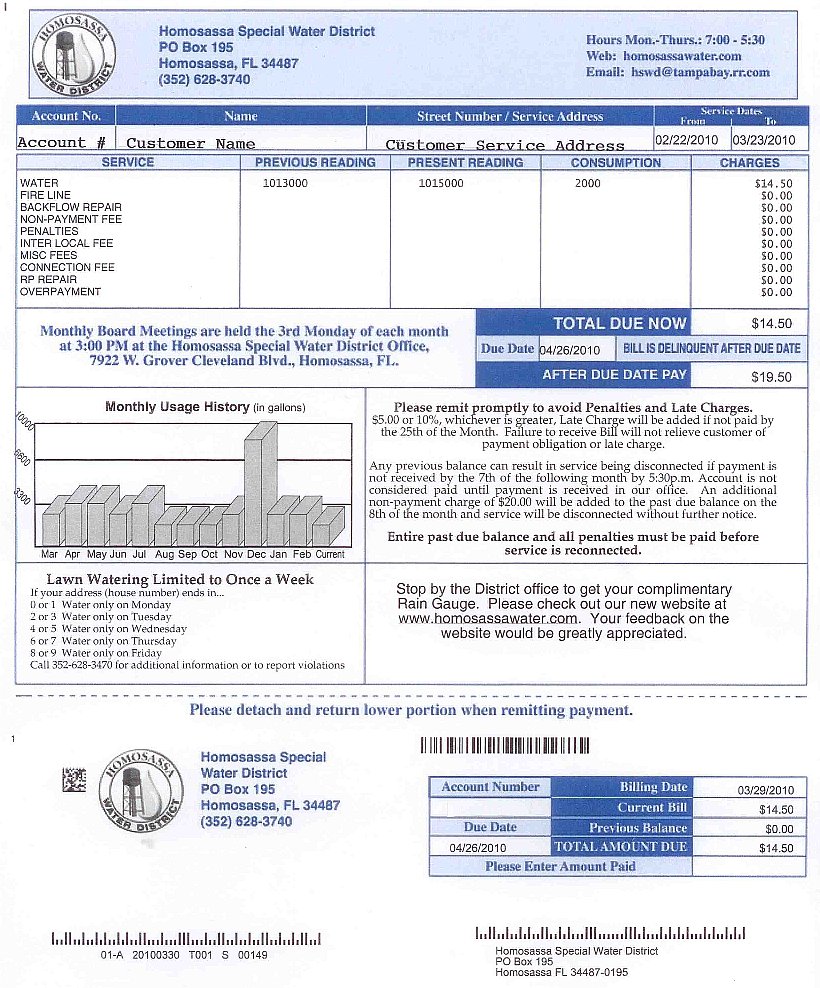 HOMOSASSA
WATER DISTRICT
Homosassa Special Water District
PO Box 195
Homosassa, FL 34487
(352) 628-3740
Hours Mon.-Thurs.: 7:00 - 5:30
Web: homosassawater.com
Email: hswd@tampabay.rr.com
Account No. Name Street Number / Service Address Service Dates
From To
Account # Customer Name Customer Service Address 02/22/2010 03/23/2010
SERVICE PREVIOUS READING PRESENT READING CONSUMPTION CHARGES
WATER 1013000 1015000 2000 $14.50
FIRE LINE $0.00
BACKFLOW REPAIR $0.00
NON-PAYMENT FEE $0.00
PENALTIES $0.00
INTER LOCAL FEE $0.00
MISC FEES $0.00
CONNECTION FEE $0.00
RP REPAIR $0.00
OVERPAYMENT $0.00
Monthly Board Meetings are held the 3rd Monday of each month
at 3:00 PM at the Homosassa Special Water District Office,
7922 W. Grover Cleveland Blvd., Homosassa, FL.
TOTAL DUE NOW $14.50
Due Date 04/26/2010 BILL IS DELINQUENT AFTER DUE DATE
AFTER DUE DATE PAY $19.50
Monthly Usage History (in gallons)
10000
6600
3300
Mar Apr May Jun Jul Aug Sep Oct Nov Dec Jan Feb Current
Please remit promptly to avoid Penalties and Late Charges.
$5.00 or 10%, whichever is greater, Late Charge will be added if not paid by
the 25th of the Month. Failure to receive Bill will not relieve customer of
payment obligation or late charge.
Any previous balance can result in service being disconnected if payment is
not received by the 7th of the following month by 5:30p.m. Account is not
considered paid until payment is received in our office. An additional
non-payment charge of $20.00 will be added to the past due balance on the
8th of the month and service will be disconnected without further notice.
Entire past due balance and all penalties must be paid before
service is reconnected.
Lawn Watering Limited to Once a Week
If your address (house number) ends in...
0 or 1 Water only on Monday
2 or 3 Water only on Tuesday
4 or 5 Water only on Wednesday
6 or 7 Water only on Thursday
8 or 9 Water only on Friday
Call 352-628-3470 for additional information or to report violations
Stop by the District office to get your complimentary
Rain Gauge. Please check out our new website at
www.homosassawater.com. Your feedback on the
website would be greatly appreciated.
Please detach and return lower portion when remitting payment.
1
HOMOSASSA
WATER DISTRICT
Homosassa Special
Water District
PO Box 195
Homosassa, FL 34487
(352) 628-3740
Account Number Billing Date 03/29/2010
Current Bill $14.50
Due Date Previous Balance $0.00
04/26/2010 TOTAL AMOUNT DUE $14.50
Please Enter Amount Paid
01-A 20100330 T001 S 00149
Homosassa Special Water District
PO Box 195
Homosassa FL 34487-0195